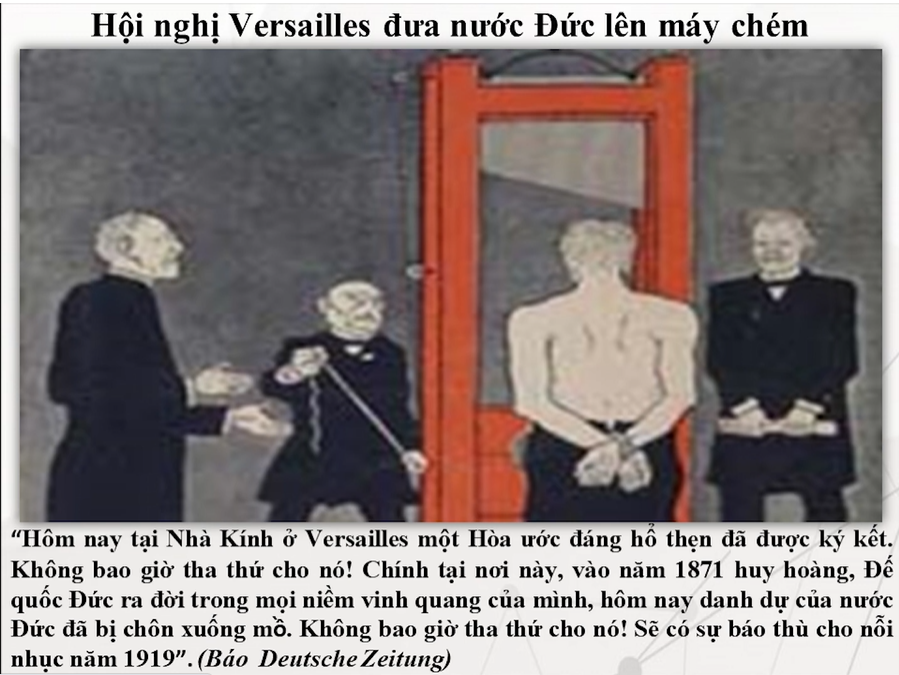 Hội nghị Versailles đưa nước Đức lên máy chém
"Hôm nay tại Nhà Kính ở Versailles một Hòa ước đáng hổ thẹn đã được ký kết.
Không bao giờ tha thứ cho nó! Chính tại nơi này, vào năm 1871 huy hoàng, Đế
quốc Đức ra đời trong mọi niềm vinh quang của mình, hôm nay danh dự của nước
Đức đã bị chôn xuống mồ. Không bao giờ tha thứ cho nó! Sẽ có sự báo thù cho nỗi
nhục năm 1919". (Báo Deutsche Zeitung)